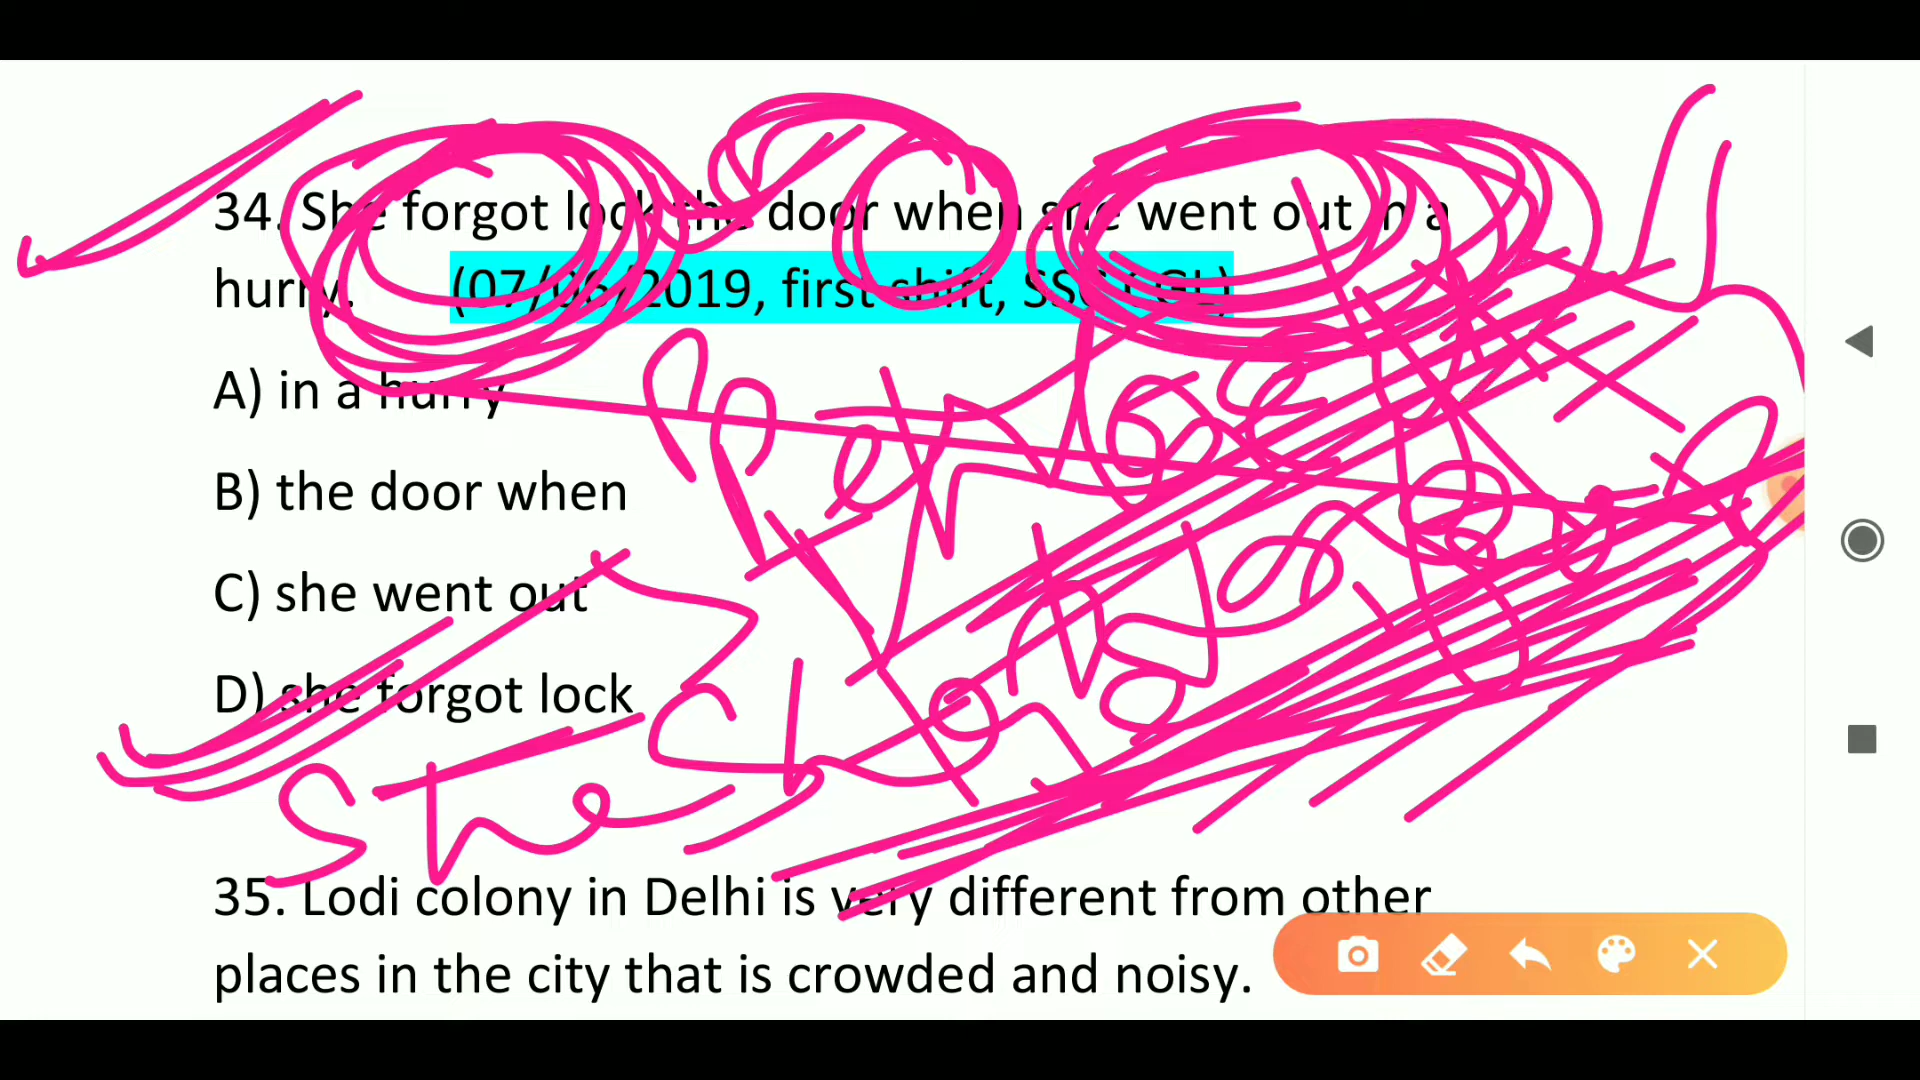 34. She forgot lock the door when she went out in a
hurry. (07/06/2019, first shift, SSC CGL)
A) in a hurry
B) the door when
C) she went out
D) she forgot lock
She
35. Lodi colony in Delhi is very different from other
places in the city that is crowded and noisy.